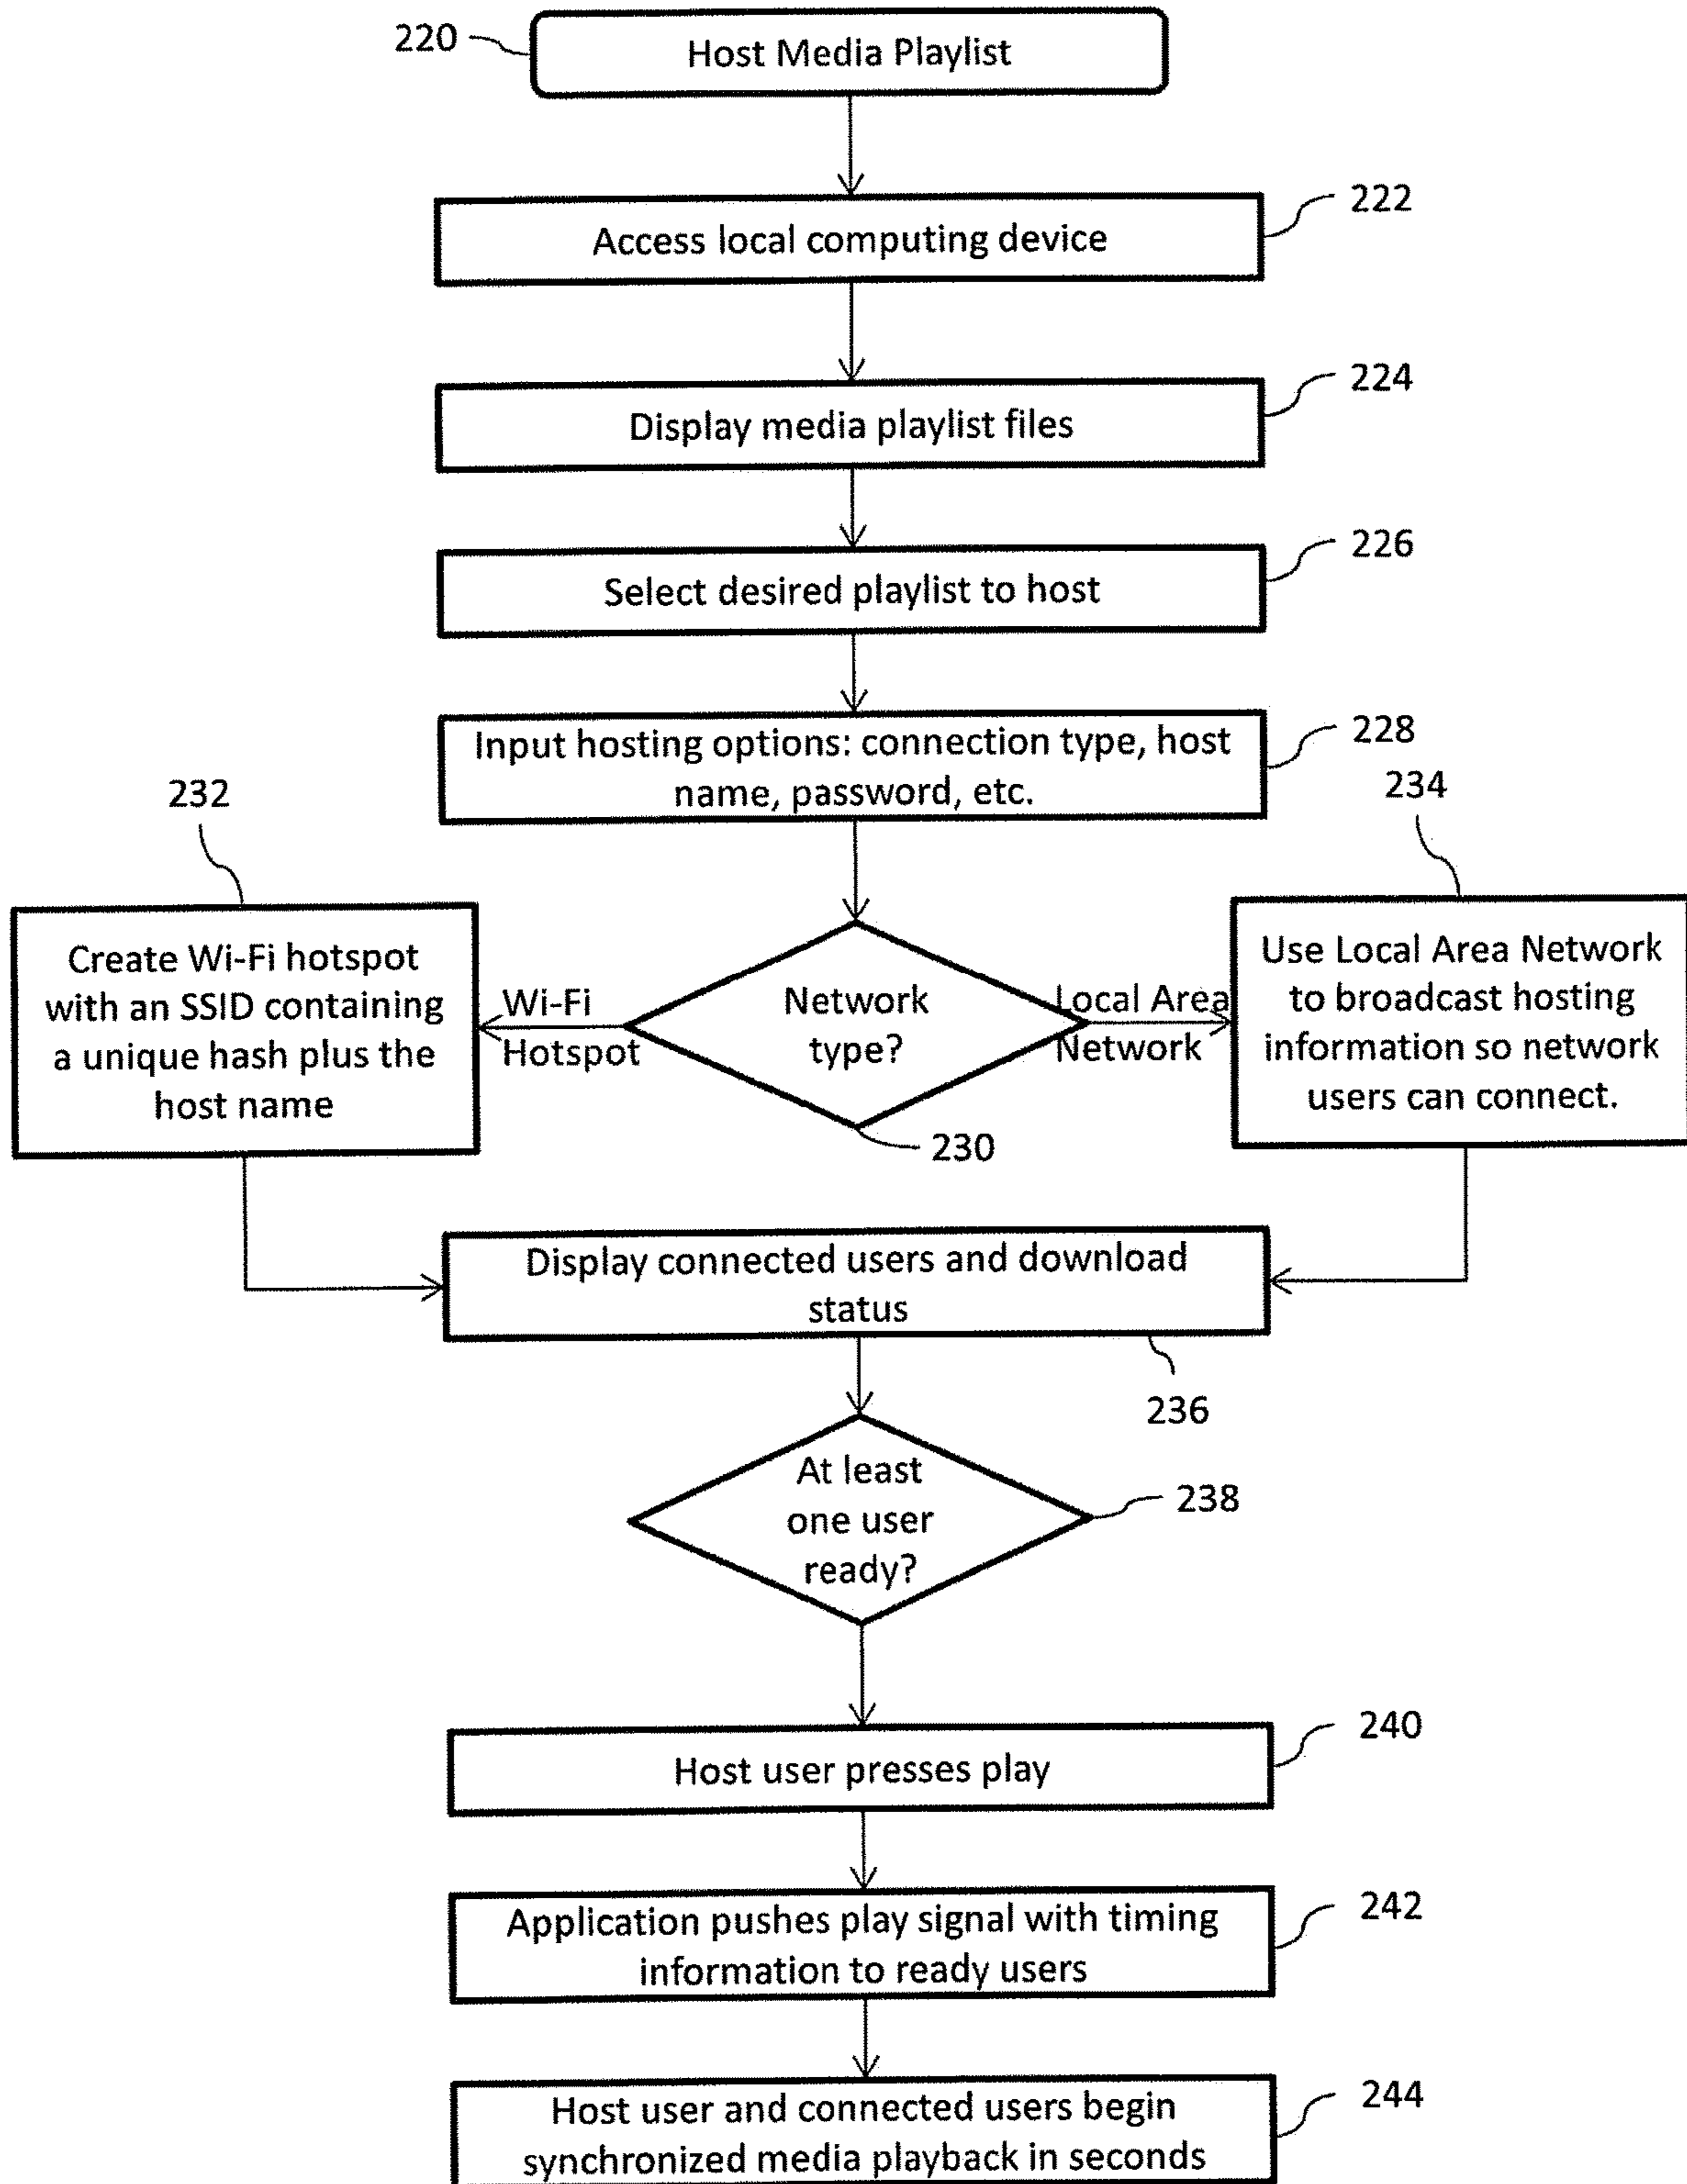 220
Host Media Playlist
222
Access local computing device
224
Display media playlist files
226
Select desired playlist to host
228
Input hosting options: connection type, host
name, password, etc.
232
234
Create Wi-Fi hotspot
with an SSID containing
a unique hash plus the
host name
Wi-Fi
Hotspot
Network
type?
Local Area
Network
Use Local Area Network
to broadcast hosting
information so network
users can connect.
230
Display connected users and download
status
236
At least
one user
ready?
238
240
Host user presses play
242
Application pushes play signal with timing
information to ready users
244
Host user and connected users begin
synchronized media playback in seconds